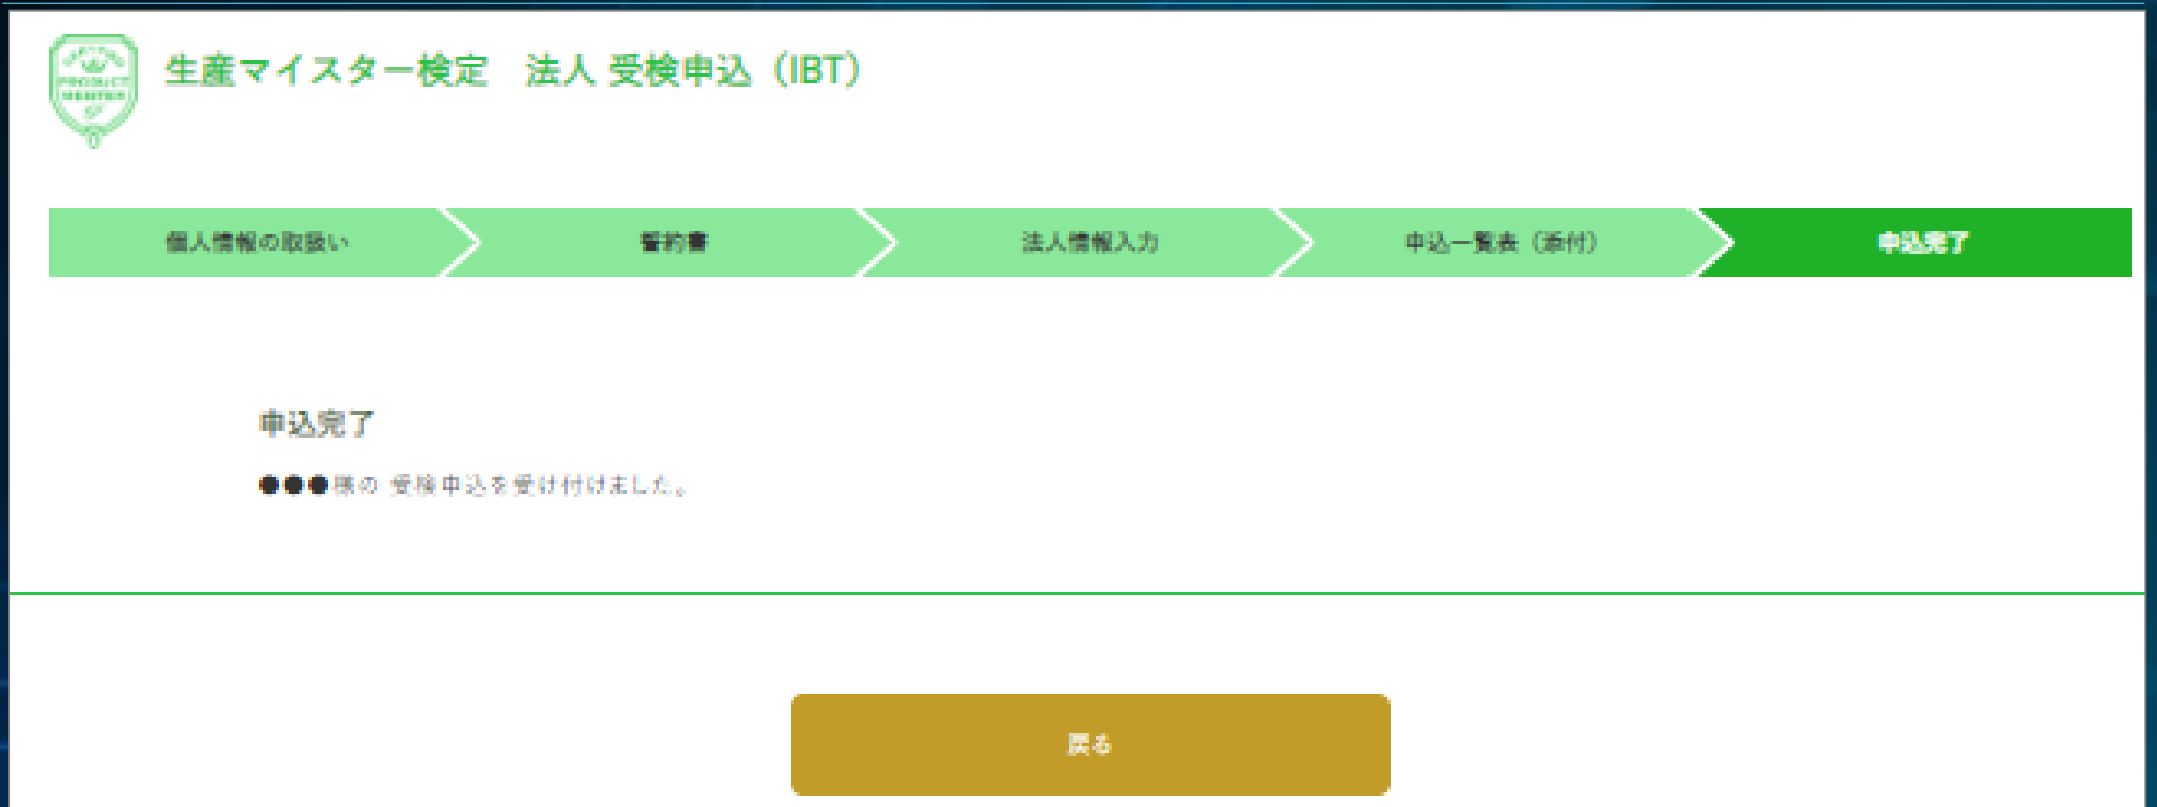 PRODUCT
MEISTER
生産マイスター検定　法人 受検申込（IBT）
個人情報の取扱い
誓約書
法人情報入力
申込一覧表（添付）
申込完了
申込完了
●●●様の 受検申込を受け付けました。
戻る